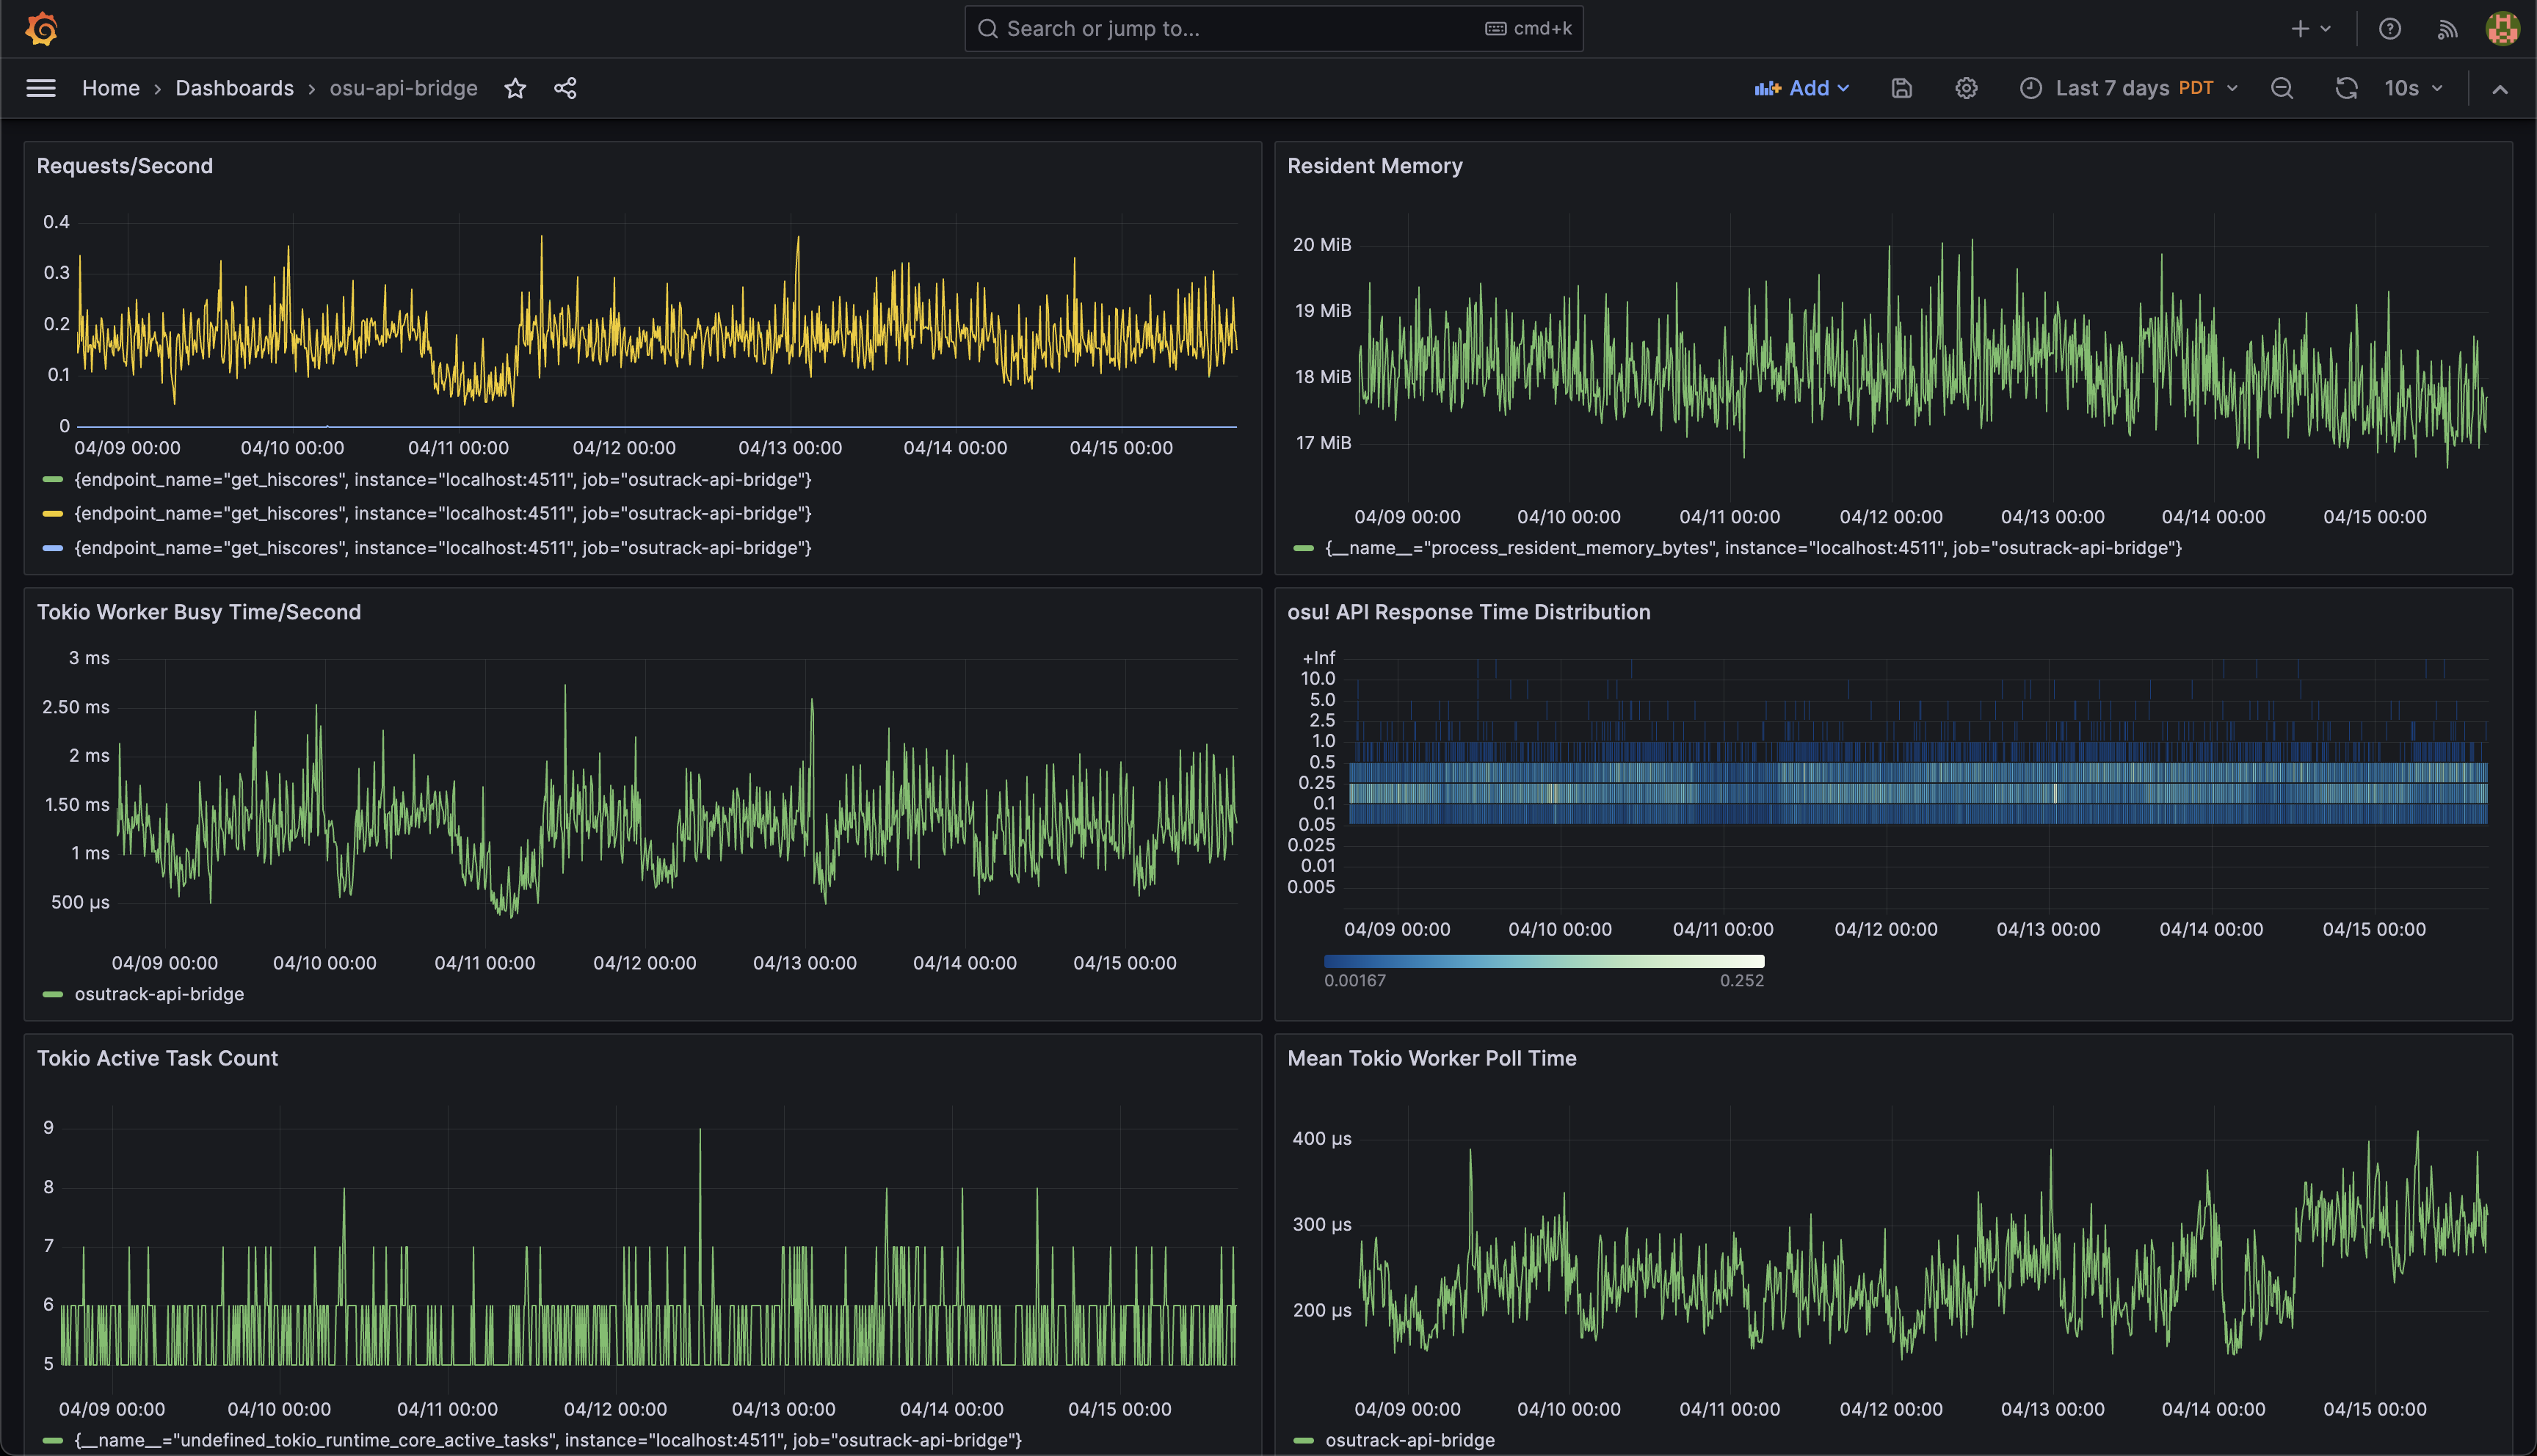 Search or jump to... cmd+k
Home › Dashboards › osu-api-bridge Add Last 7 days PDT 10s
Requests/Second
0.4
0.3
0.2
0.1
0
04/09 00:00 04/10 00:00 04/11 00:00 04/12 00:00 04/13 00:00 04/14 00:00 04/15 00:00
{endpoint_name="get_hiscores", instance="localhost:4511", job="osutrack-api-bridge"}
{endpoint_name="get_hiscores", instance="localhost:4511", job="osutrack-api-bridge"}
{endpoint_name="get_hiscores", instance="localhost:4511", job="osutrack-api-bridge"}
Resident Memory
20 MiB
19 MiB
18 MiB
17 MiB
04/09 00:00 04/10 00:00 04/11 00:00 04/12 00:00 04/13 00:00 04/14 00:00 04/15 00:00
{__name__="process_resident_memory_bytes", instance="localhost:4511", job="osutrack-api-bridge"}
Tokio Worker Busy Time/Second
3 ms
2.50 ms
2 ms
1.50 ms
1 ms
500 µs
04/09 00:00 04/10 00:00 04/11 00:00 04/12 00:00 04/13 00:00 04/14 00:00 04/15 00:00
osutrack-api-bridge
osu! API Response Time Distribution
+Inf
10.0
5.0
2.5
1.0
0.5
0.25
0.1
0.05
0.025
0.01
0.005
04/09 00:00 04/10 00:00 04/11 00:00 04/12 00:00 04/13 00:00 04/14 00:00 04/15 00:00
0.00167 0.252
Tokio Active Task Count
9
8
7
6
5
04/09 00:00 04/10 00:00 04/11 00:00 04/12 00:00 04/13 00:00 04/14 00:00 04/15 00:00
{__name__="undefined_tokio_runtime_core_active_tasks", instance="localhost:4511", job="osutrack-api-bridge"}
Mean Tokio Worker Poll Time
400 µs
300 µs
200 µs
04/09 00:00 04/10 00:00 04/11 00:00 04/12 00:00 04/13 00:00 04/14 00:00 04/15 00:00
osutrack-api-bridge